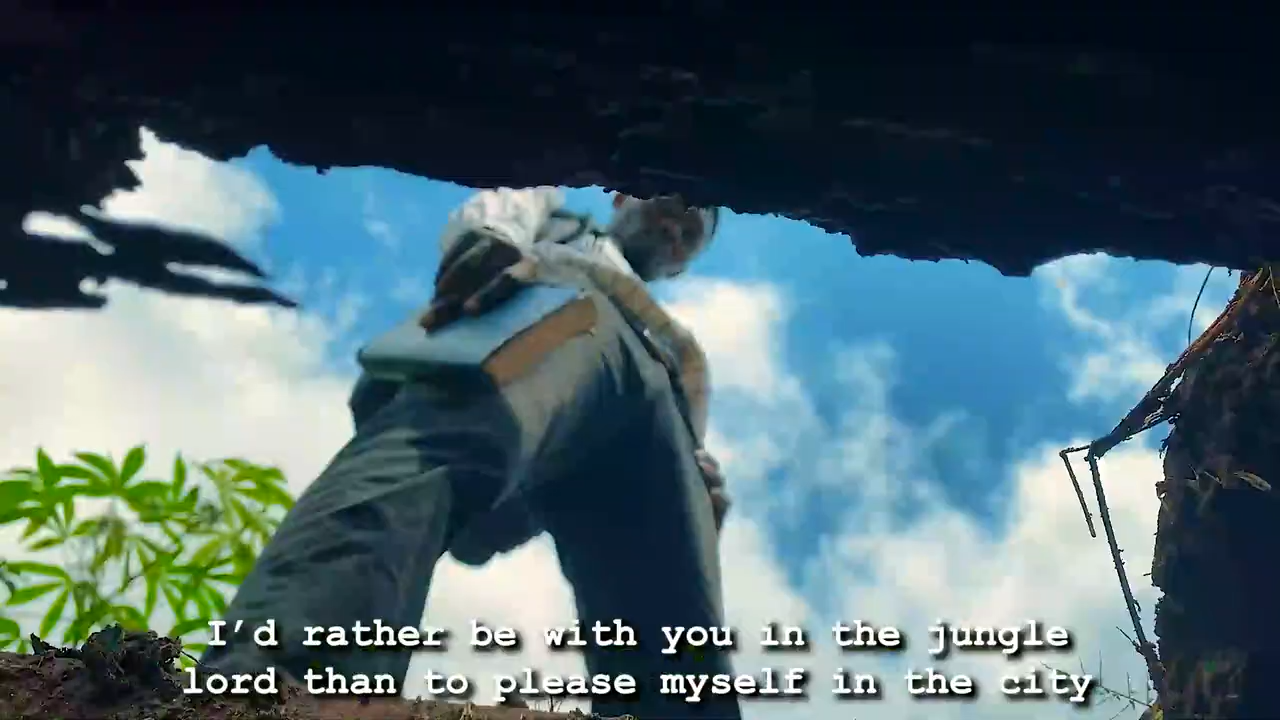 I’d rather be with you in the jungle
lord than to please myself in the city